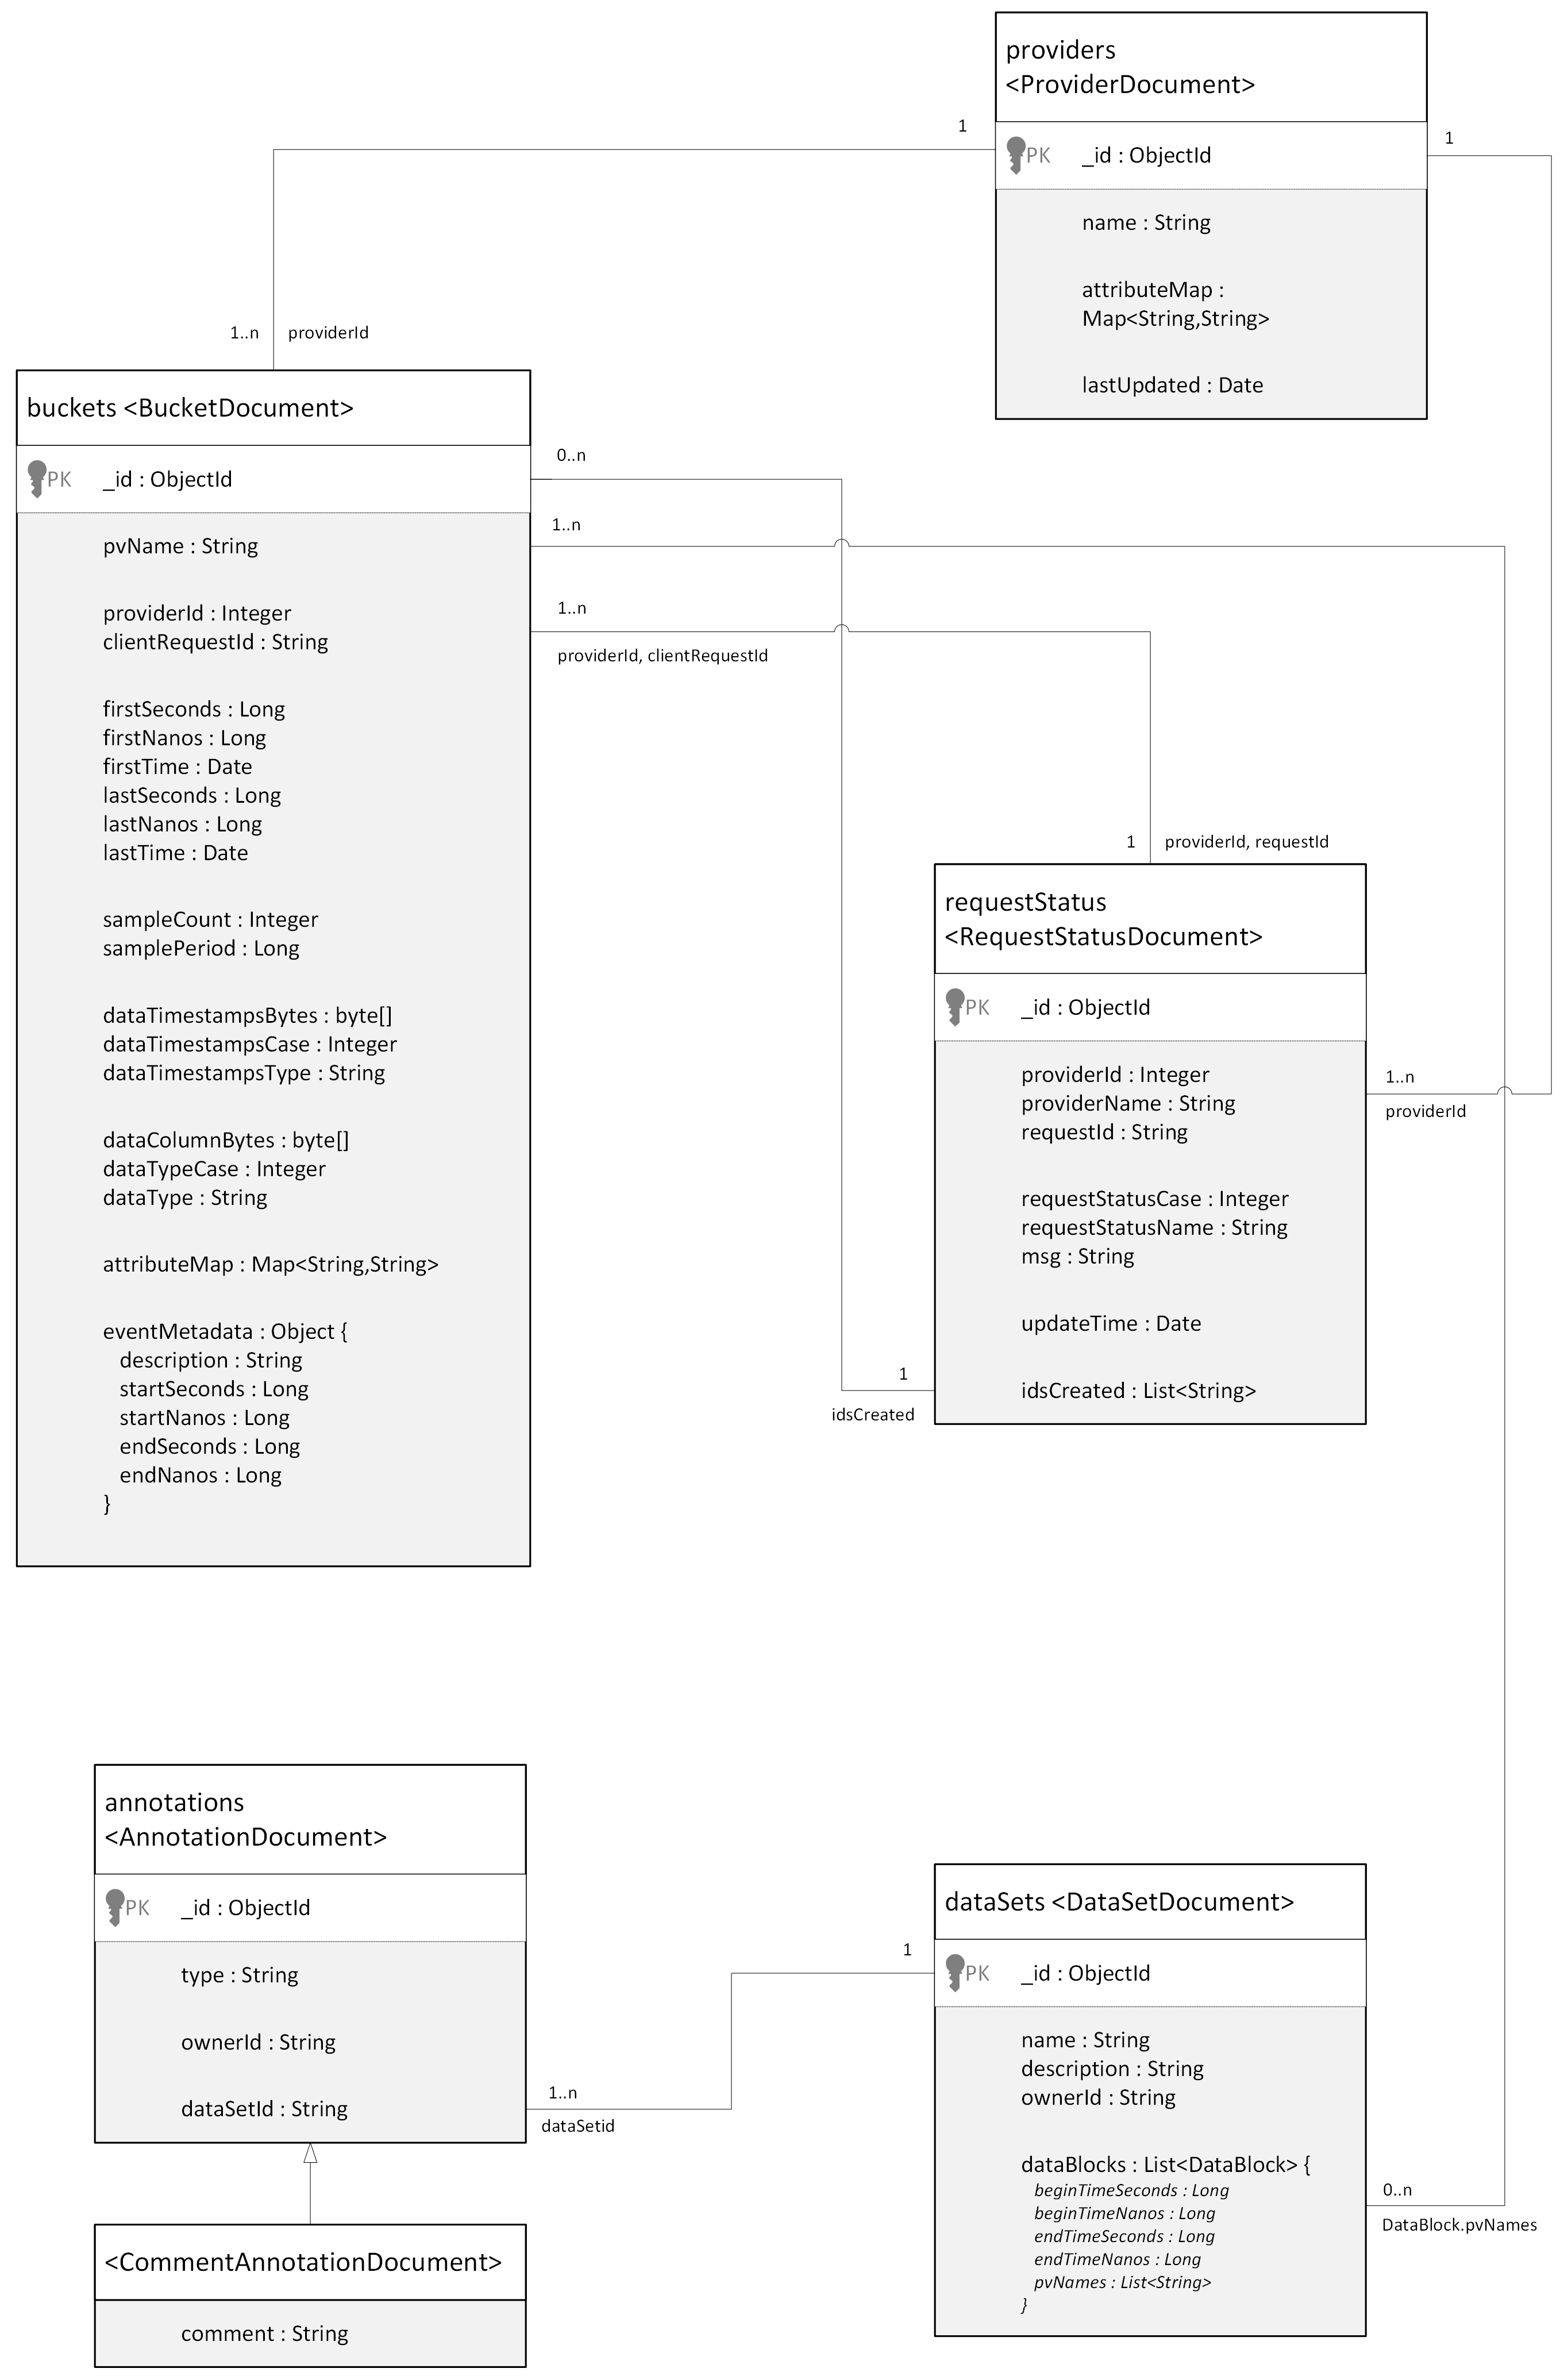 providers
<ProviderDocument>
PK _id : ObjectId
name : String
attributeMap :
Map<String,String>
lastUpdated : Date
1
1
1..n providerId
buckets <BucketDocument>
PK _id : ObjectId
pvName : String
providerId : Integer
clientRequestId : String
firstSeconds : Long
firstNanos : Long
firstTime : Date
lastSeconds : Long
lastNanos : Long
lastTime : Date
sampleCount : Integer
samplePeriod : Long
dataTimestampsBytes : byte[]
dataTimestampsCase : Integer
dataTimestampsType : String
dataColumnBytes : byte[]
dataTypeCase : Integer
dataType : String
attributeMap : Map<String,String>
eventMetadata : Object {
description : String
startSeconds : Long
startNanos : Long
endSeconds : Long
endNanos : Long
}
0..n
1..n
1..n
providerId, clientRequestId
1 providerId, requestId
requestStatus
<RequestStatusDocument>
PK _id : ObjectId
providerId : Integer
providerName : String
requestId : String
requestStatusCase : Integer
requestStatusName : String
msg : String
updateTime : Date
idsCreated : List<String>
1..n
providerId
1
idsCreated
annotations
<AnnotationDocument>
PK _id : ObjectId
type : String
ownerId : String
dataSetId : String
1..n
dataSetid
1
<CommentAnnotationDocument>
comment : String
dataSets <DataSetDocument>
PK _id : ObjectId
name : String
description : String
ownerId : String
dataBlocks : List<DataBlock> {
beginTimeSeconds : Long
beginTimeNanos : Long
endTimeSeconds : Long
endTimeNanos : Long
pvNames : List<String>
}
0..n
DataBlock.pvNames